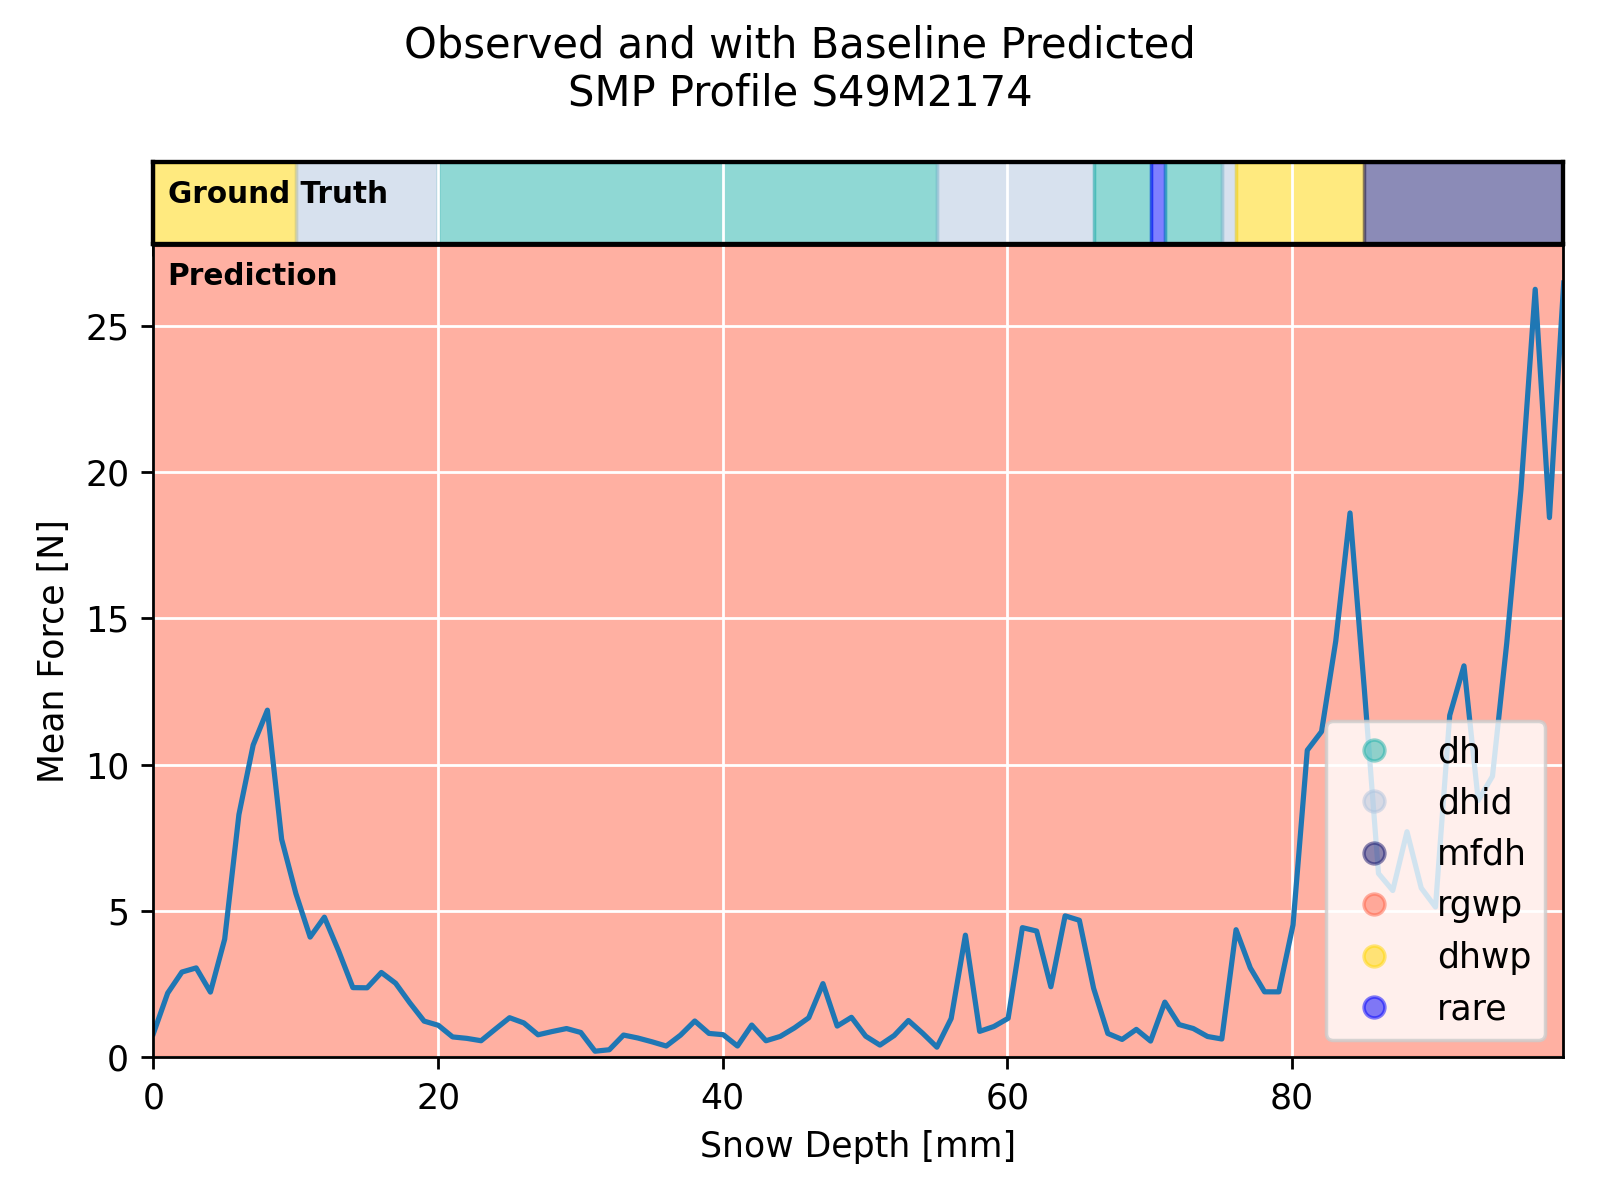 Observed and with Baseline Predicted
SMP Profile S49M2174
Ground Truth
Prediction
25
20
15
10
5
0
Mean Force [N]
dh
dhid
mfdh
rgwp
dhwp
rare
0 20 40 60 80
Snow Depth [mm]